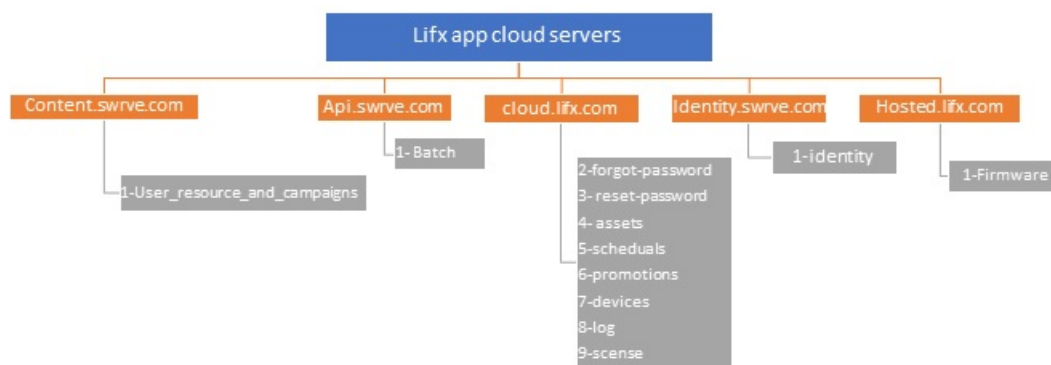 Lifx app cloud servers
Content.swrve.com
Api.swrve.com
cloud.lifx.com
Identity.swrve.com
Hosted.lifx.com
1-User_resource_and_campaigns
1- Batch
2-forgot-password
3- reset-password
4- assets
5-scheduals
6-promotions
7-devices
8-log
9-scense
1-identity
1-Firmware